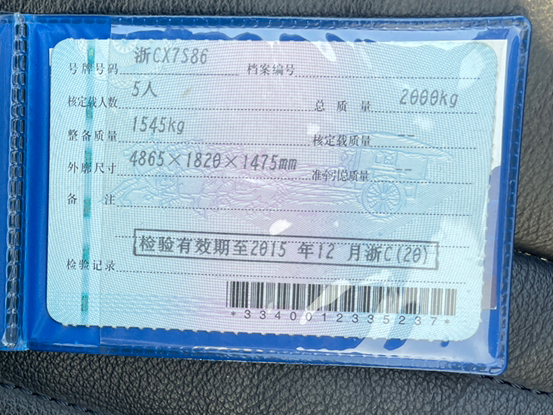 号牌号码 浙CX7S86 档案编号
核定载人数 5人 总质量 2000kg
整备质量 1545kg 核定载质量 --
外廓尺寸 4865×1820×1475mm 准牵引总质量 --
备注
检验有效期至2015年12月浙C(20)
检验记录
*3340012335237*